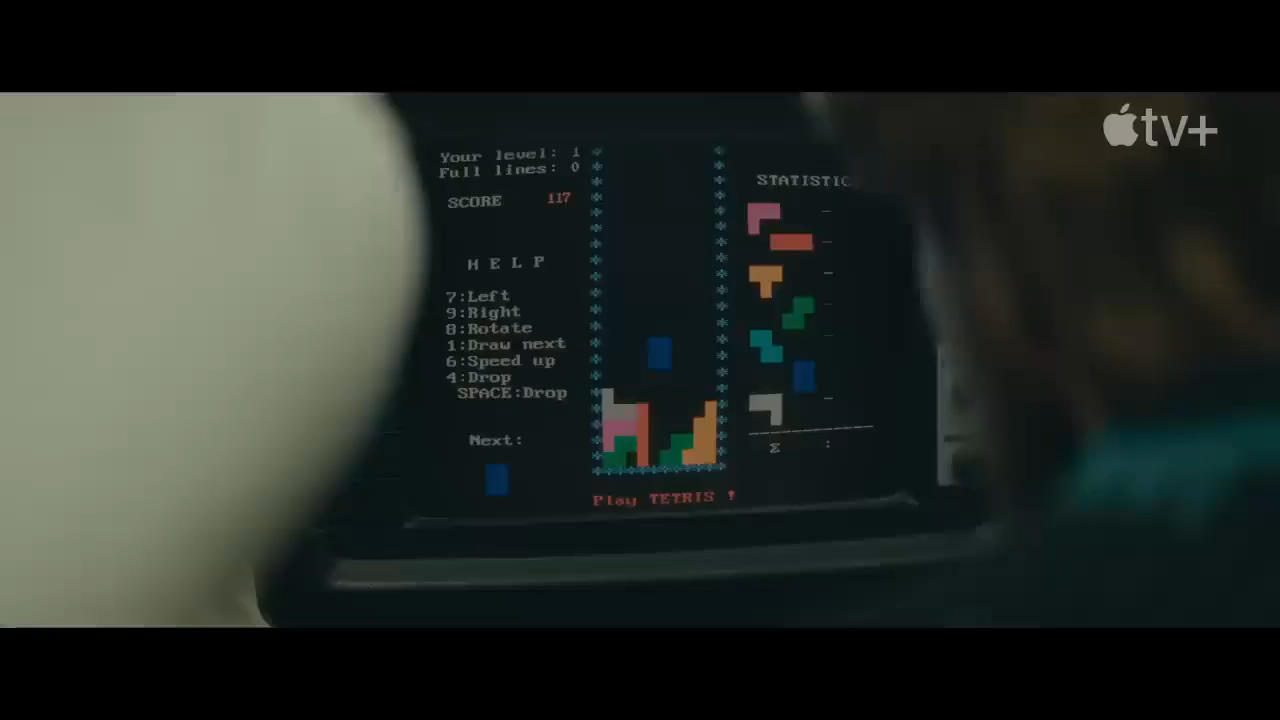 tv+
Your level: 1
Full lines: 0
SCORE 117
STATISTIC
H E L P
7:Left
9:Right
8:Rotate
1:Draw next
6:Speed up
4:Drop
SPACE:Drop
Next:
Σ :
Play TETRIS !